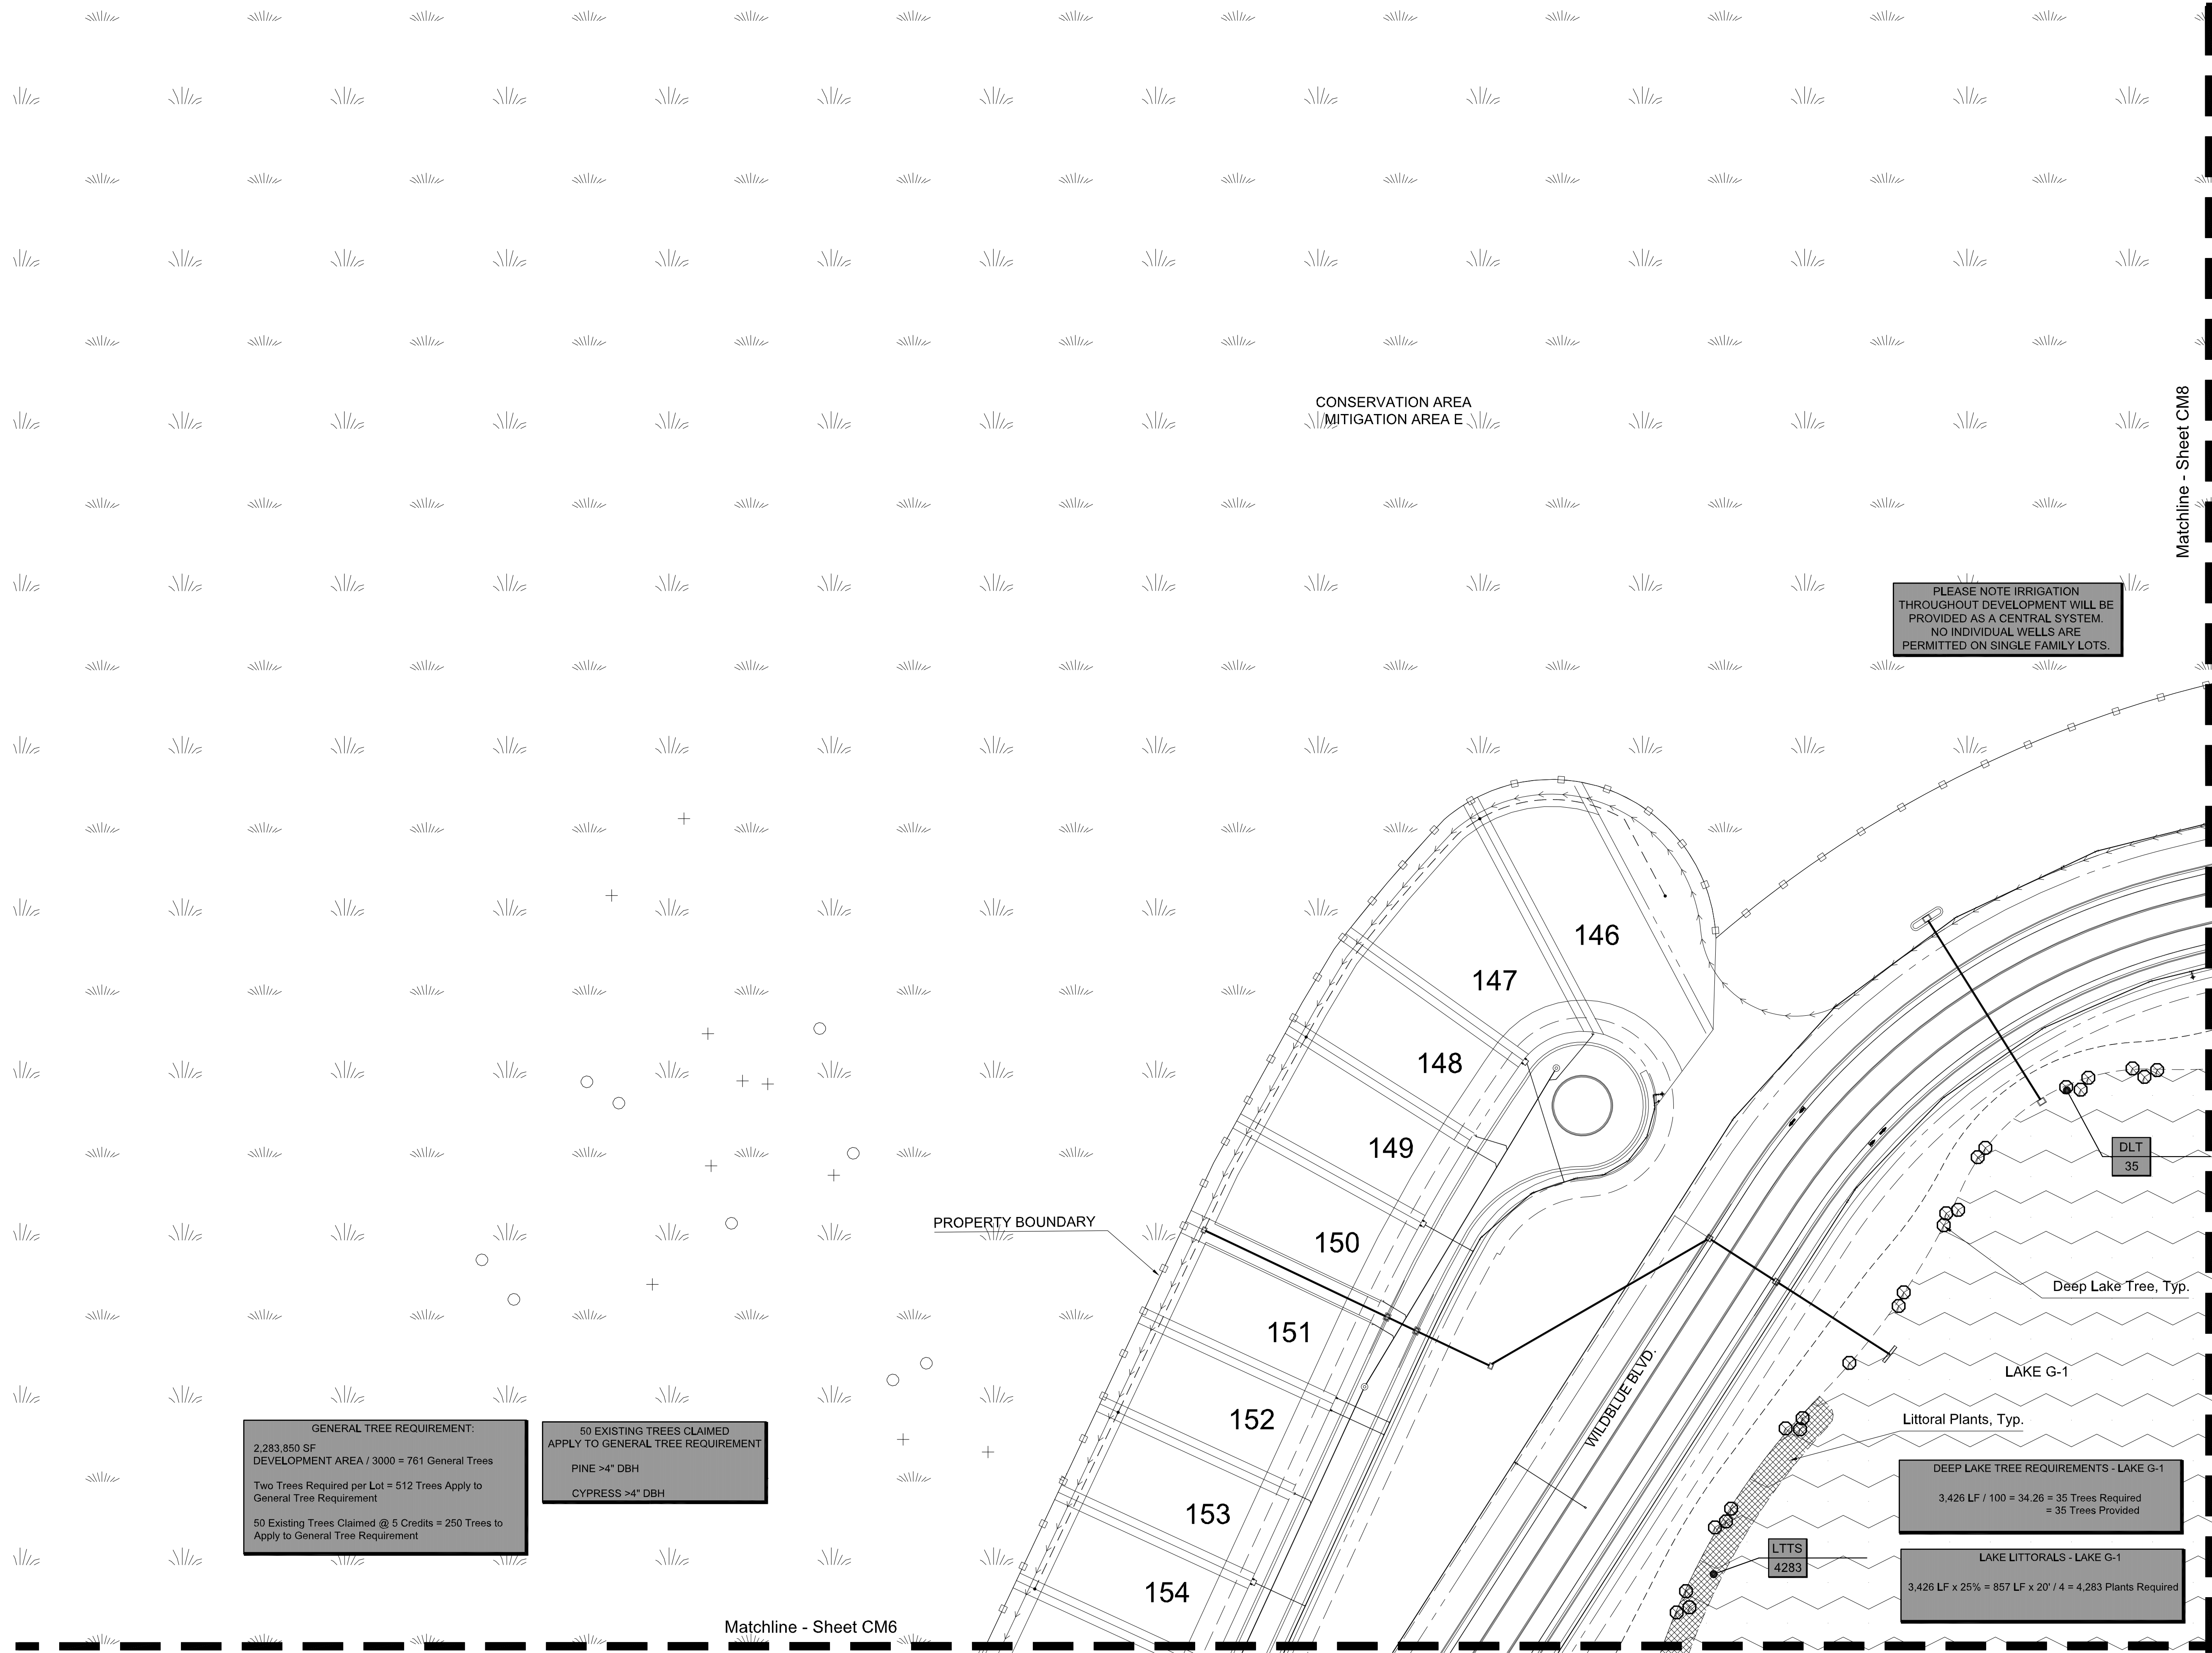 CONSERVATION AREA
MITIGATION AREA E
Matchline - Sheet CM8
PLEASE NOTE IRRIGATION
THROUGHOUT DEVELOPMENT WILL BE
PROVIDED AS A CENTRAL SYSTEM.
NO INDIVIDUAL WELLS ARE
PERMITTED ON SINGLE FAMILY LOTS.
146
147
148
149
150
151
152
153
154
PROPERTY BOUNDARY
WILDBLUE BLVD.
DLT
35
Deep Lake Tree, Typ.
LAKE G-1
Littoral Plants, Typ.
LTTS
4283
DEEP LAKE TREE REQUIREMENTS - LAKE G-1
3,426 LF / 100 = 34.26 = 35 Trees Required
= 35 Trees Provided
LAKE LITTORALS - LAKE G-1
3,426 LF x 25% = 857 LF x 20' / 4 = 4,283 Plants Required
GENERAL TREE REQUIREMENT:
2,283,850 SF
DEVELOPMENT AREA / 3000 = 761 General Trees
Two Trees Required per Lot = 512 Trees Apply to
General Tree Requirement
50 Existing Trees Claimed @ 5 Credits = 250 Trees to
Apply to General Tree Requirement
50 EXISTING TREES CLAIMED
APPLY TO GENERAL TREE REQUIREMENT
PINE >4" DBH
CYPRESS >4" DBH
Matchline - Sheet CM6